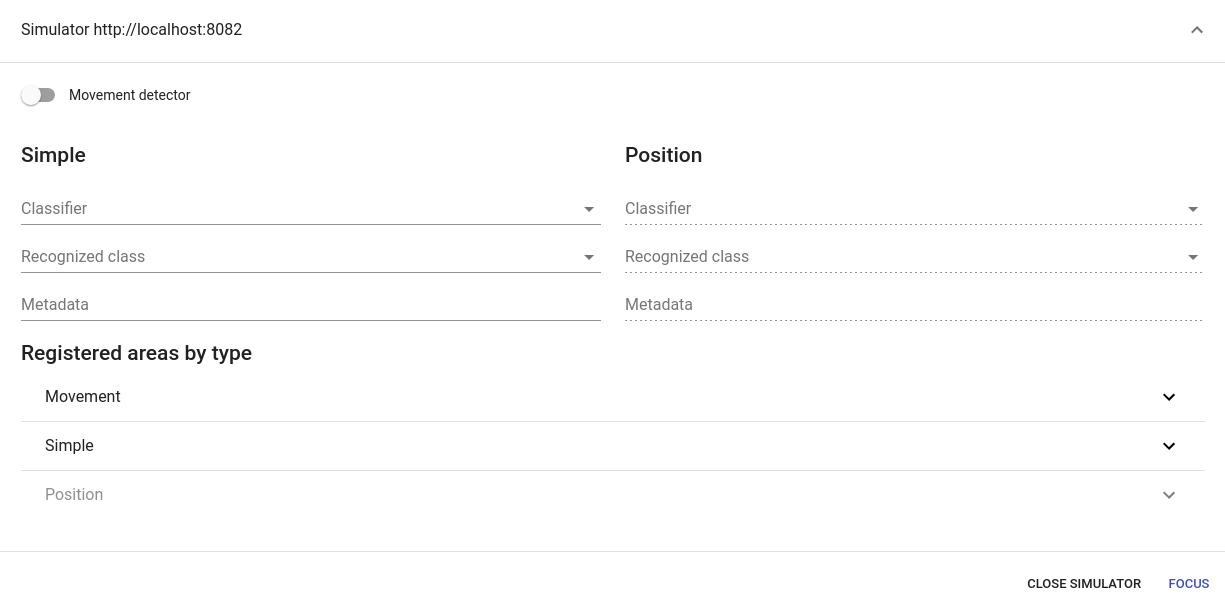 Simulator http://localhost:8082
Movement detector
Simple
Position
Classifier
Classifier
Recognized class
Recognized class
Metadata
Metadata
Registered areas by type
Movement
Simple
Position
CLOSE SIMULATOR
FOCUS